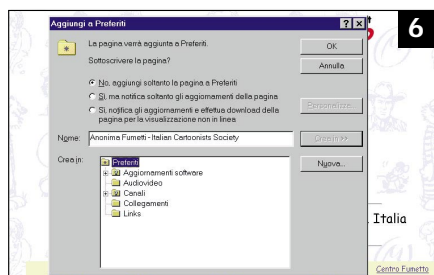 Aggiungi a Preferiti
6
La pagina verrà aggiunta a Preferiti.
Sottoscrivere la pagina?
OK
Annulla
No, aggiungi soltanto la pagina a Preferiti
Sì, ma notifica soltanto gli aggiornamenti della pagina
Sì, notifica gli aggiornamenti e effettua download della
pagina per la visualizzazione non in linea
Personalizza...
Nome:
Anonima Fumetti - Italian Cartoonists Society
Crea in >>
Crea in:
Preferiti
Aggiornamenti software
Audiovideo
Canali
Collegamenti
Links
Nuova...
Italia
Centro Fumetto